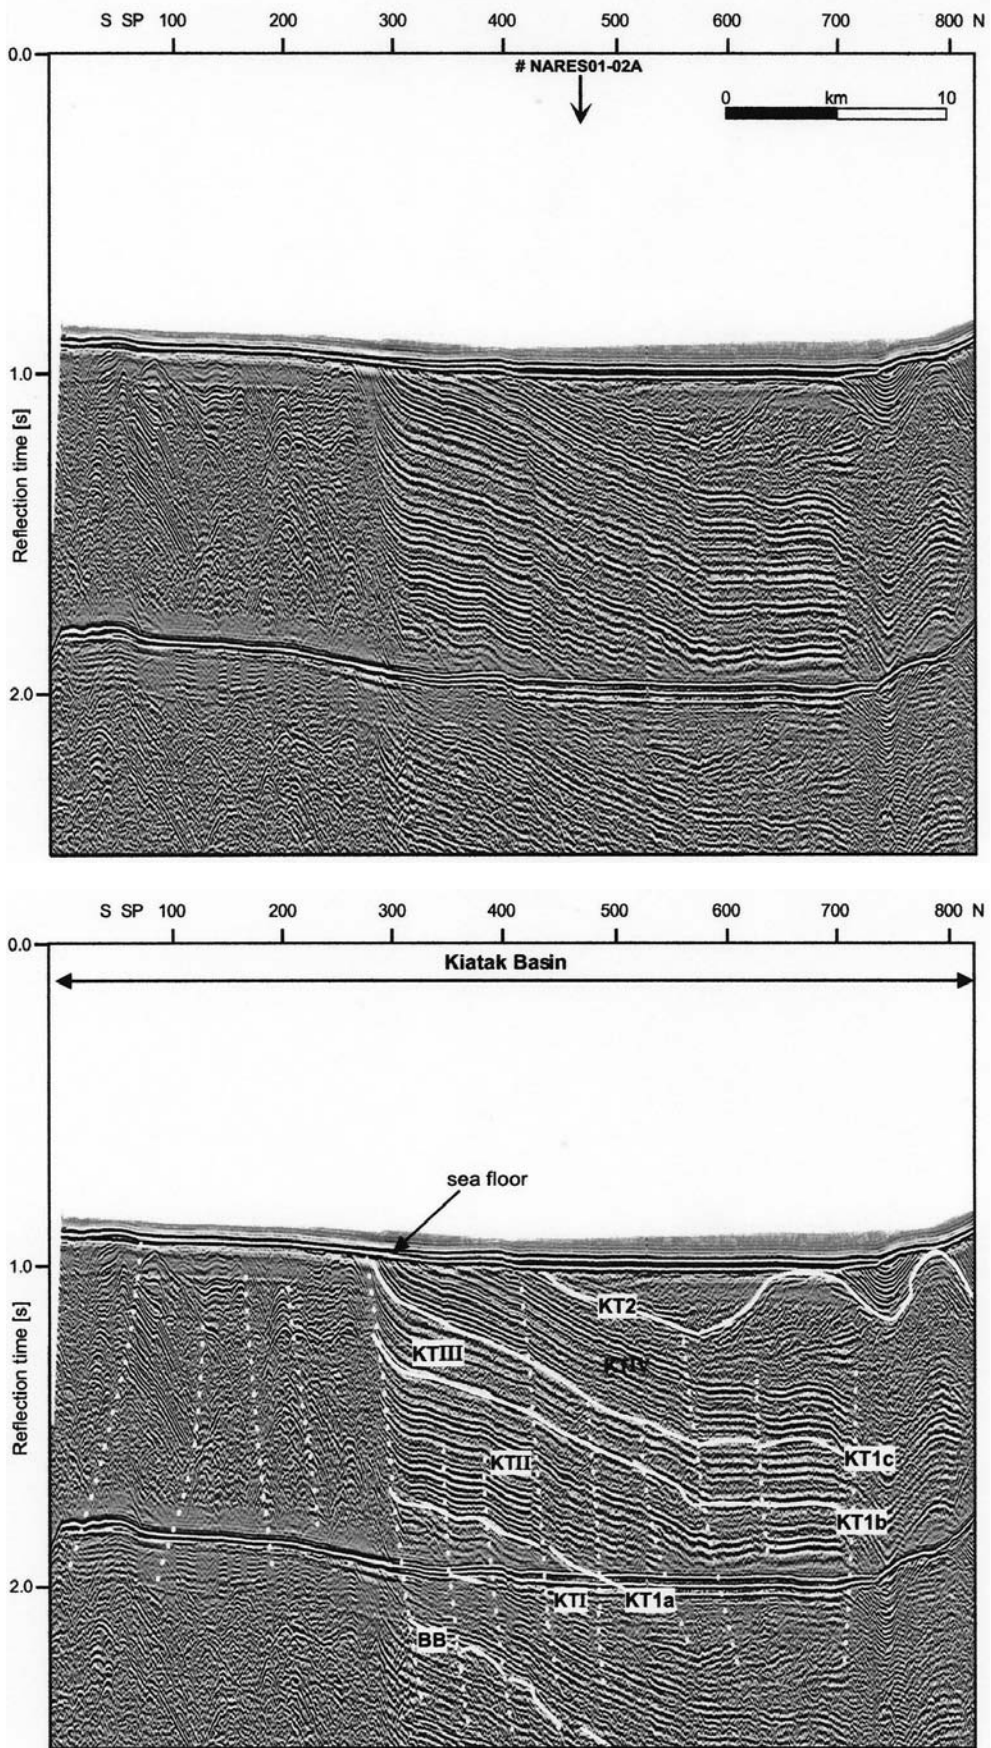 S SP 100 200 300 400 500 600 700 800 N
0.0
# NARES01-02A
0 km 10
1.0
Reflection time [s]
2.0
S SP 100 200 300 400 500 600 700 800 N
0.0
Kiatak Basin
sea floor
1.0
KT2
KTIII
KTIV
Reflection time [s]
KT1c
KTII
KT1b
2.0
KTI
KT1a
BB